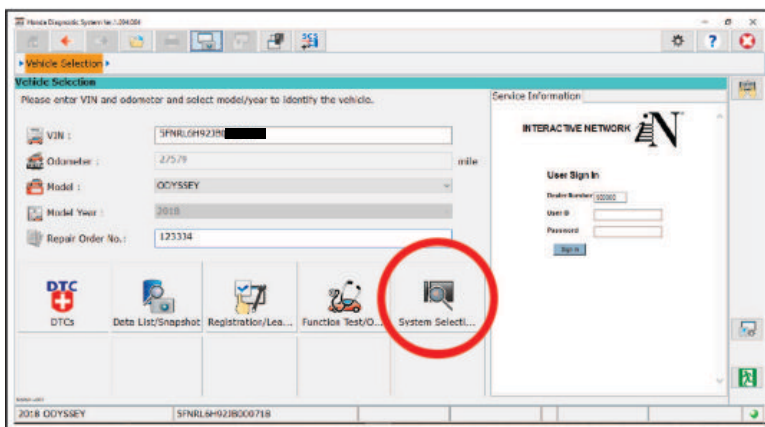 Honda Diagnostic System Ver.1.094.004
Vehicle Selection
Vehicle Selection
Please enter VIN and odometer and select model/year to identify the vehicle.
VIN :
5FNRL6H92JB0
Odometer :
27579
mile
Model :
ODYSSEY
Model Year :
2018
Repair Order No.:
123334
DTC
DTCs
Data List/Snapshot
Registration/Lea...
Function Test/O...
System Selecti...
Service Information
INTERACTIVE NETWORK iN
User Sign In
Dealer Number
User ID
Password
Sign In
2018 ODYSSEY
5FNRL6H92JB000718